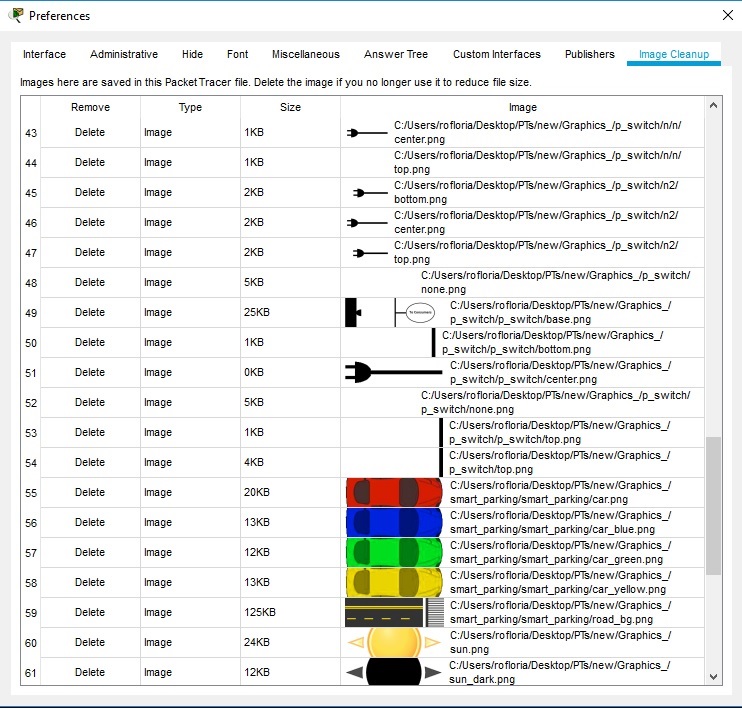 Preferences
Interface Administrative Hide Font Miscellaneous Answer Tree Custom Interfaces Publishers Image Cleanup
Images here are saved in this Packet Tracer file. Delete the image if you no longer use it to reduce file size.
Remove Type Size Image
43 Delete Image 1KB C:/Users/rofloria/Desktop/PTs/new/Graphics_/p_switch/n/n/
center.png
44 Delete Image 1KB C:/Users/rofloria/Desktop/PTs/new/Graphics_/p_switch/n/n/
top.png
45 Delete Image 2KB C:/Users/rofloria/Desktop/PTs/new/Graphics_/p_switch/n2/
bottom.png
46 Delete Image 2KB C:/Users/rofloria/Desktop/PTs/new/Graphics_/p_switch/n2/
center.png
47 Delete Image 2KB C:/Users/rofloria/Desktop/PTs/new/Graphics_/p_switch/n2/
top.png
48 Delete Image 5KB C:/Users/rofloria/Desktop/PTs/new/Graphics_/p_switch/
none.png
49 Delete Image 25KB To Consumers C:/Users/rofloria/Desktop/PTs/new/Graphics_/
p_switch/p_switch/base.png
50 Delete Image 1KB C:/Users/rofloria/Desktop/PTs/new/Graphics_/
p_switch/p_switch/bottom.png
51 Delete Image 0KB C:/Users/rofloria/Desktop/PTs/new/Graphics_/
p_switch/p_switch/center.png
52 Delete Image 5KB C:/Users/rofloria/Desktop/PTs/new/Graphics_/p_switch/
p_switch/none.png
53 Delete Image 1KB C:/Users/rofloria/Desktop/PTs/new/Graphics_/
p_switch/p_switch/top.png
54 Delete Image 4KB C:/Users/rofloria/Desktop/PTs/new/Graphics_/
p_switch/top.png
55 Delete Image 20KB C:/Users/rofloria/Desktop/PTs/new/Graphics_/
smart_parking/smart_parking/car.png
56 Delete Image 13KB C:/Users/rofloria/Desktop/PTs/new/Graphics_/
smart_parking/smart_parking/car_blue.png
57 Delete Image 12KB C:/Users/rofloria/Desktop/PTs/new/Graphics_/
smart_parking/smart_parking/car_green.png
58 Delete Image 13KB C:/Users/rofloria/Desktop/PTs/new/Graphics_/
smart_parking/smart_parking/car_yellow.png
59 Delete Image 125KB C:/Users/rofloria/Desktop/PTs/new/Graphics_/
smart_parking/smart_parking/road_bg.png
60 Delete Image 24KB C:/Users/rofloria/Desktop/PTs/new/Graphics_/
sun.png
61 Delete Image 12KB C:/Users/rofloria/Desktop/PTs/new/Graphics_/
sun_dark.png